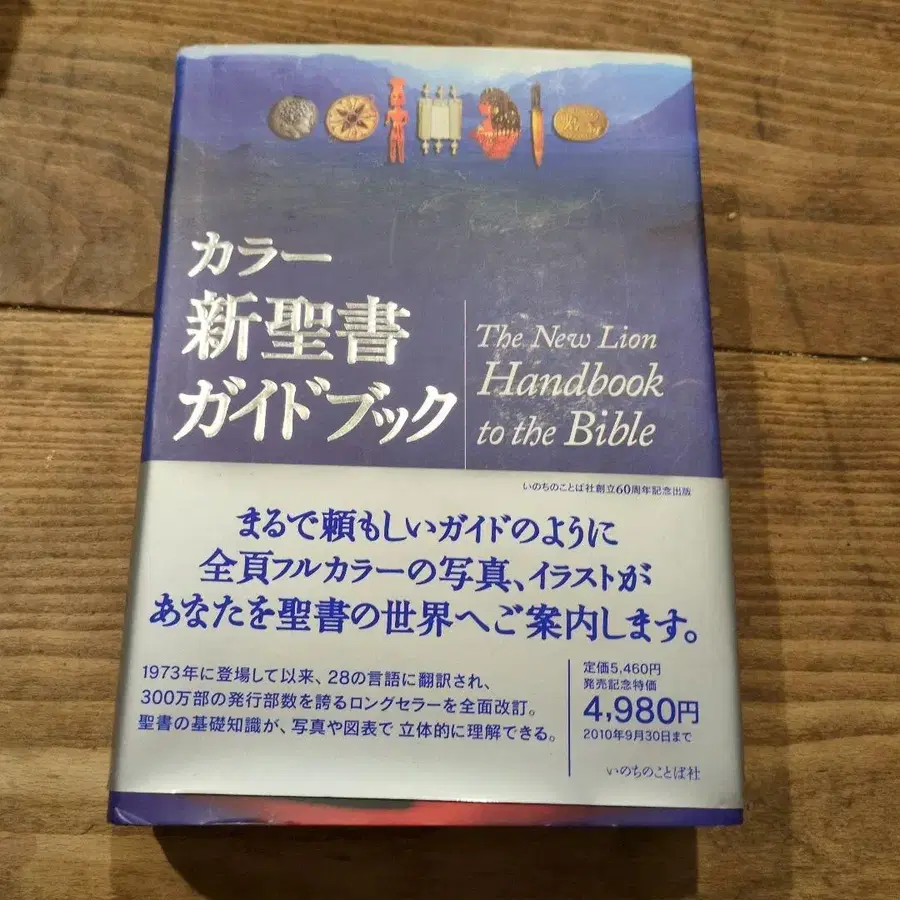 カラー
新聖書
ガイドブック
The New Lion
Handbook
to the Bible
いのちのことば社創立60周年記念出版
まるで頼もしいガイドのように
全頁フルカラーの写真、イラストが
あなたを聖書の世界へご案内します。
1973年に登場して以来、28の言語に翻訳され、
300万部の発行部数を誇るロングセラーを全面改訂。
聖書の基礎知識が、写真や図表で 立体的に理解できる。
定価5,460円
発売記念特価
4,980円
2010年9月30日まで
いのちのことば社